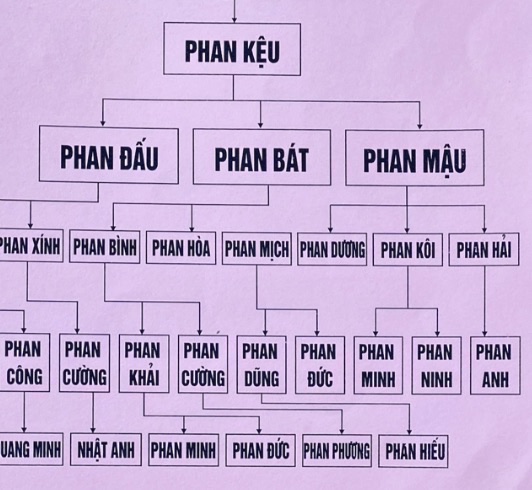 PHAN KỆU
PHAN ĐẤU
PHAN BÁT
PHAN MẬU
PHAN XÍNH
PHAN BÌNH
PHAN HÒA
PHAN MỊCH
PHAN DƯƠNG
PHAN KÔI
PHAN HẢI
PHAN
CÔNG
PHAN
CƯỜNG
PHAN
KHẢI
PHAN
CƯỜNG
PHAN
DŨNG
PHAN
ĐỨC
PHAN
MINH
PHAN
NINH
PHAN
ANH
UANG MINH
NHẬT ANH
PHAN MINH
PHAN ĐỨC
PHAN PHƯƠNG
PHAN HIẾU